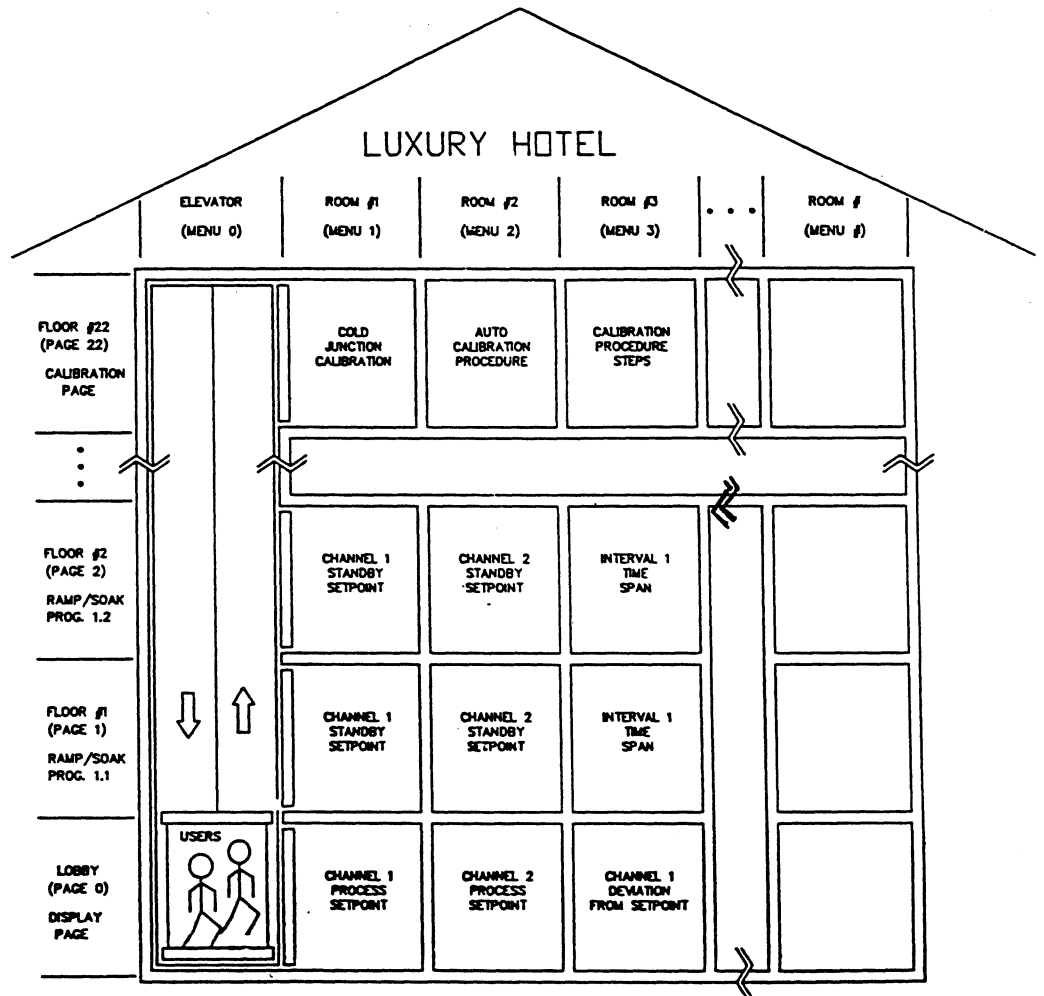 LUXURY HOTEL
ELEVATOR
(MENU 0)
ROOM #1
(MENU 1)
ROOM #2
(MENU 2)
ROOM #3
(MENU 3)
. . .
ROOM #
(MENU #)
FLOOR #22
(PAGE 22)
CALIBRATION
PAGE
COLD
JUNCTION
CALIBRATION
AUTO
CALIBRATION
PROCEDURE
CALIBRATION
PROCEDURE
STEPS
FLOOR #2
(PAGE 2)
RAMP/SOAK
PROG. 1.2
CHANNEL 1
STANDBY
SETPOINT
CHANNEL 2
STANDBY
SETPOINT
INTERVAL 1
TIME
SPAN
FLOOR #1
(PAGE 1)
RAMP/SOAK
PROG. 1.1
CHANNEL 1
STANDBY
SETPOINT
CHANNEL 2
STANDBY
SETPOINT
INTERVAL 1
TIME
SPAN
LOBBY
(PAGE 0)
DISPLAY
PAGE
USERS
CHANNEL 1
PROCESS
SETPOINT
CHANNEL 2
PROCESS
SETPOINT
CHANNEL 1
DEVIATION
FROM SETPOINT